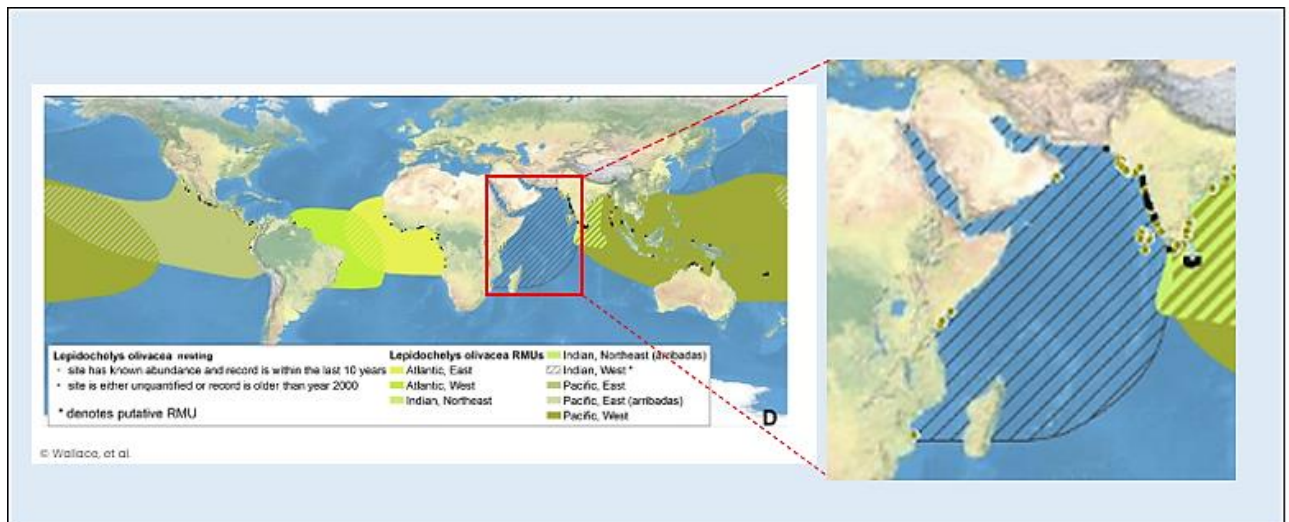 Lepidochelys olivacea nesting
site has known abundance and record is within the last 10 years
site is either unquantified or record is older than year 2000
* denotes putative RMU
Lepidochelys olivacea RMUs
Atlantic, East
Atlantic, West
Indian, Northeast
Indian, Northeast (arribadas)
Indian, West *
Pacific, East
Pacific, East (arribadas)
Pacific, West
D
© Wallace, et al.